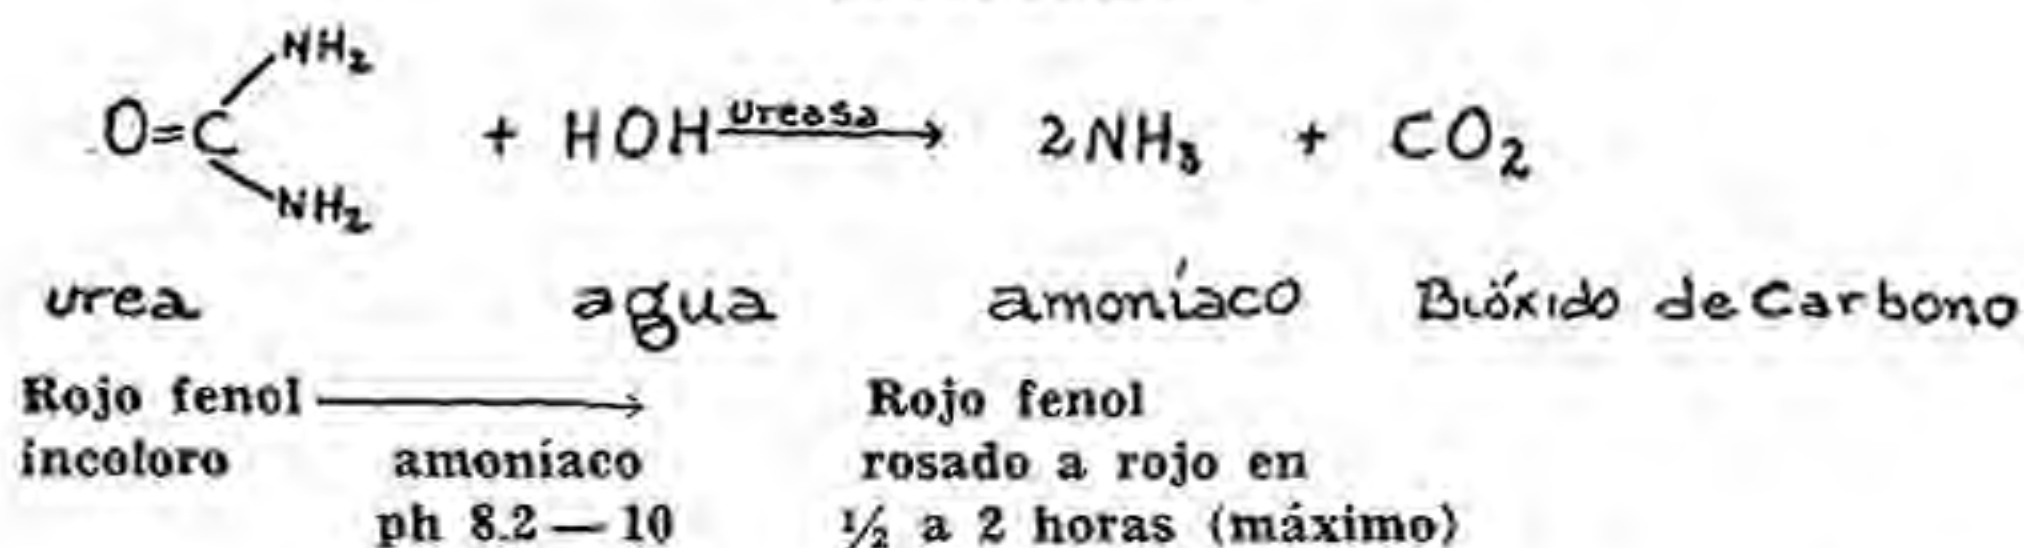 NH₂
O=C + HOH Ureasa → 2NH₃ + CO₂
NH₂
urea agua amoníaco Bióxido de Carbono
Rojo fenol → Rojo fenol
incoloro amoníaco rosado a rojo en
ph 8.2 — 10 ½ a 2 horas (máximo)